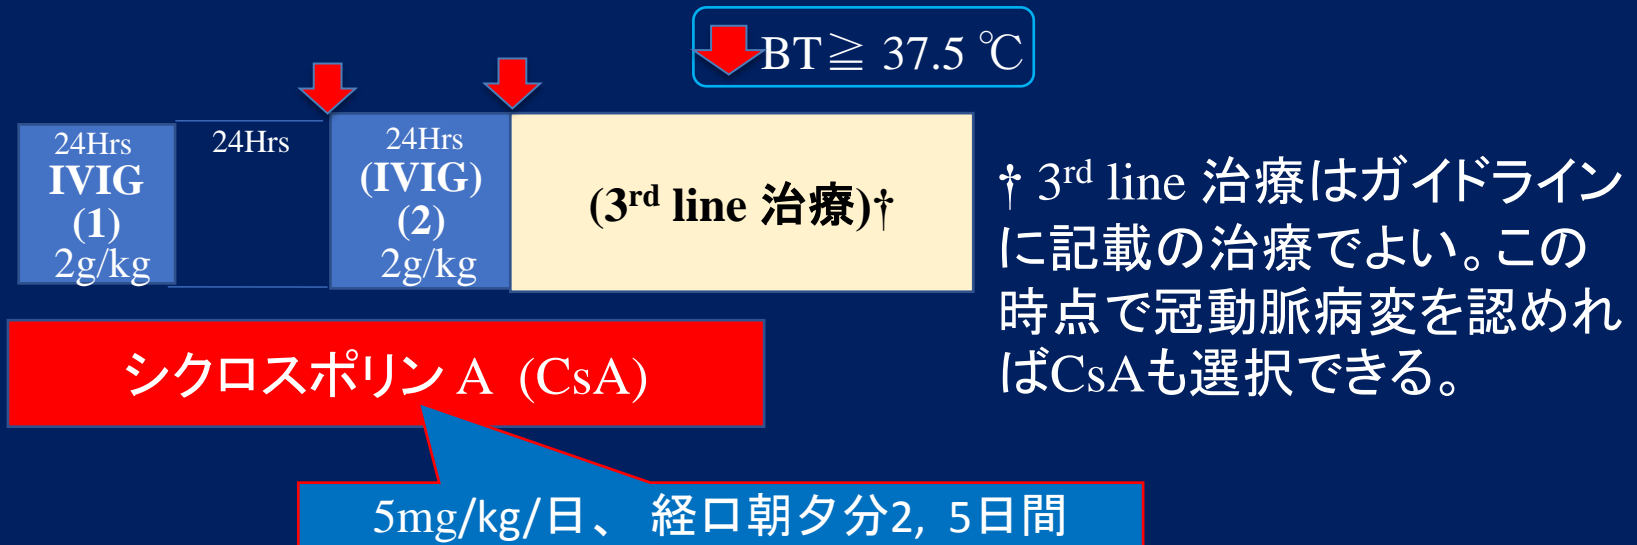 BT≧ 37.5 ℃
24Hrs
IVIG
(1)
2g/kg
24Hrs
24Hrs
(IVIG)
(2)
2g/kg
(3rd line 治療)†
† 3rd line 治療はガイドライン
に記載の治療でよい。この
時点で冠動脈病変を認めれ
ばCsAも選択できる。
シクロスポリン A (CsA)
5mg/kg/日、 経口朝夕分2, 5日間